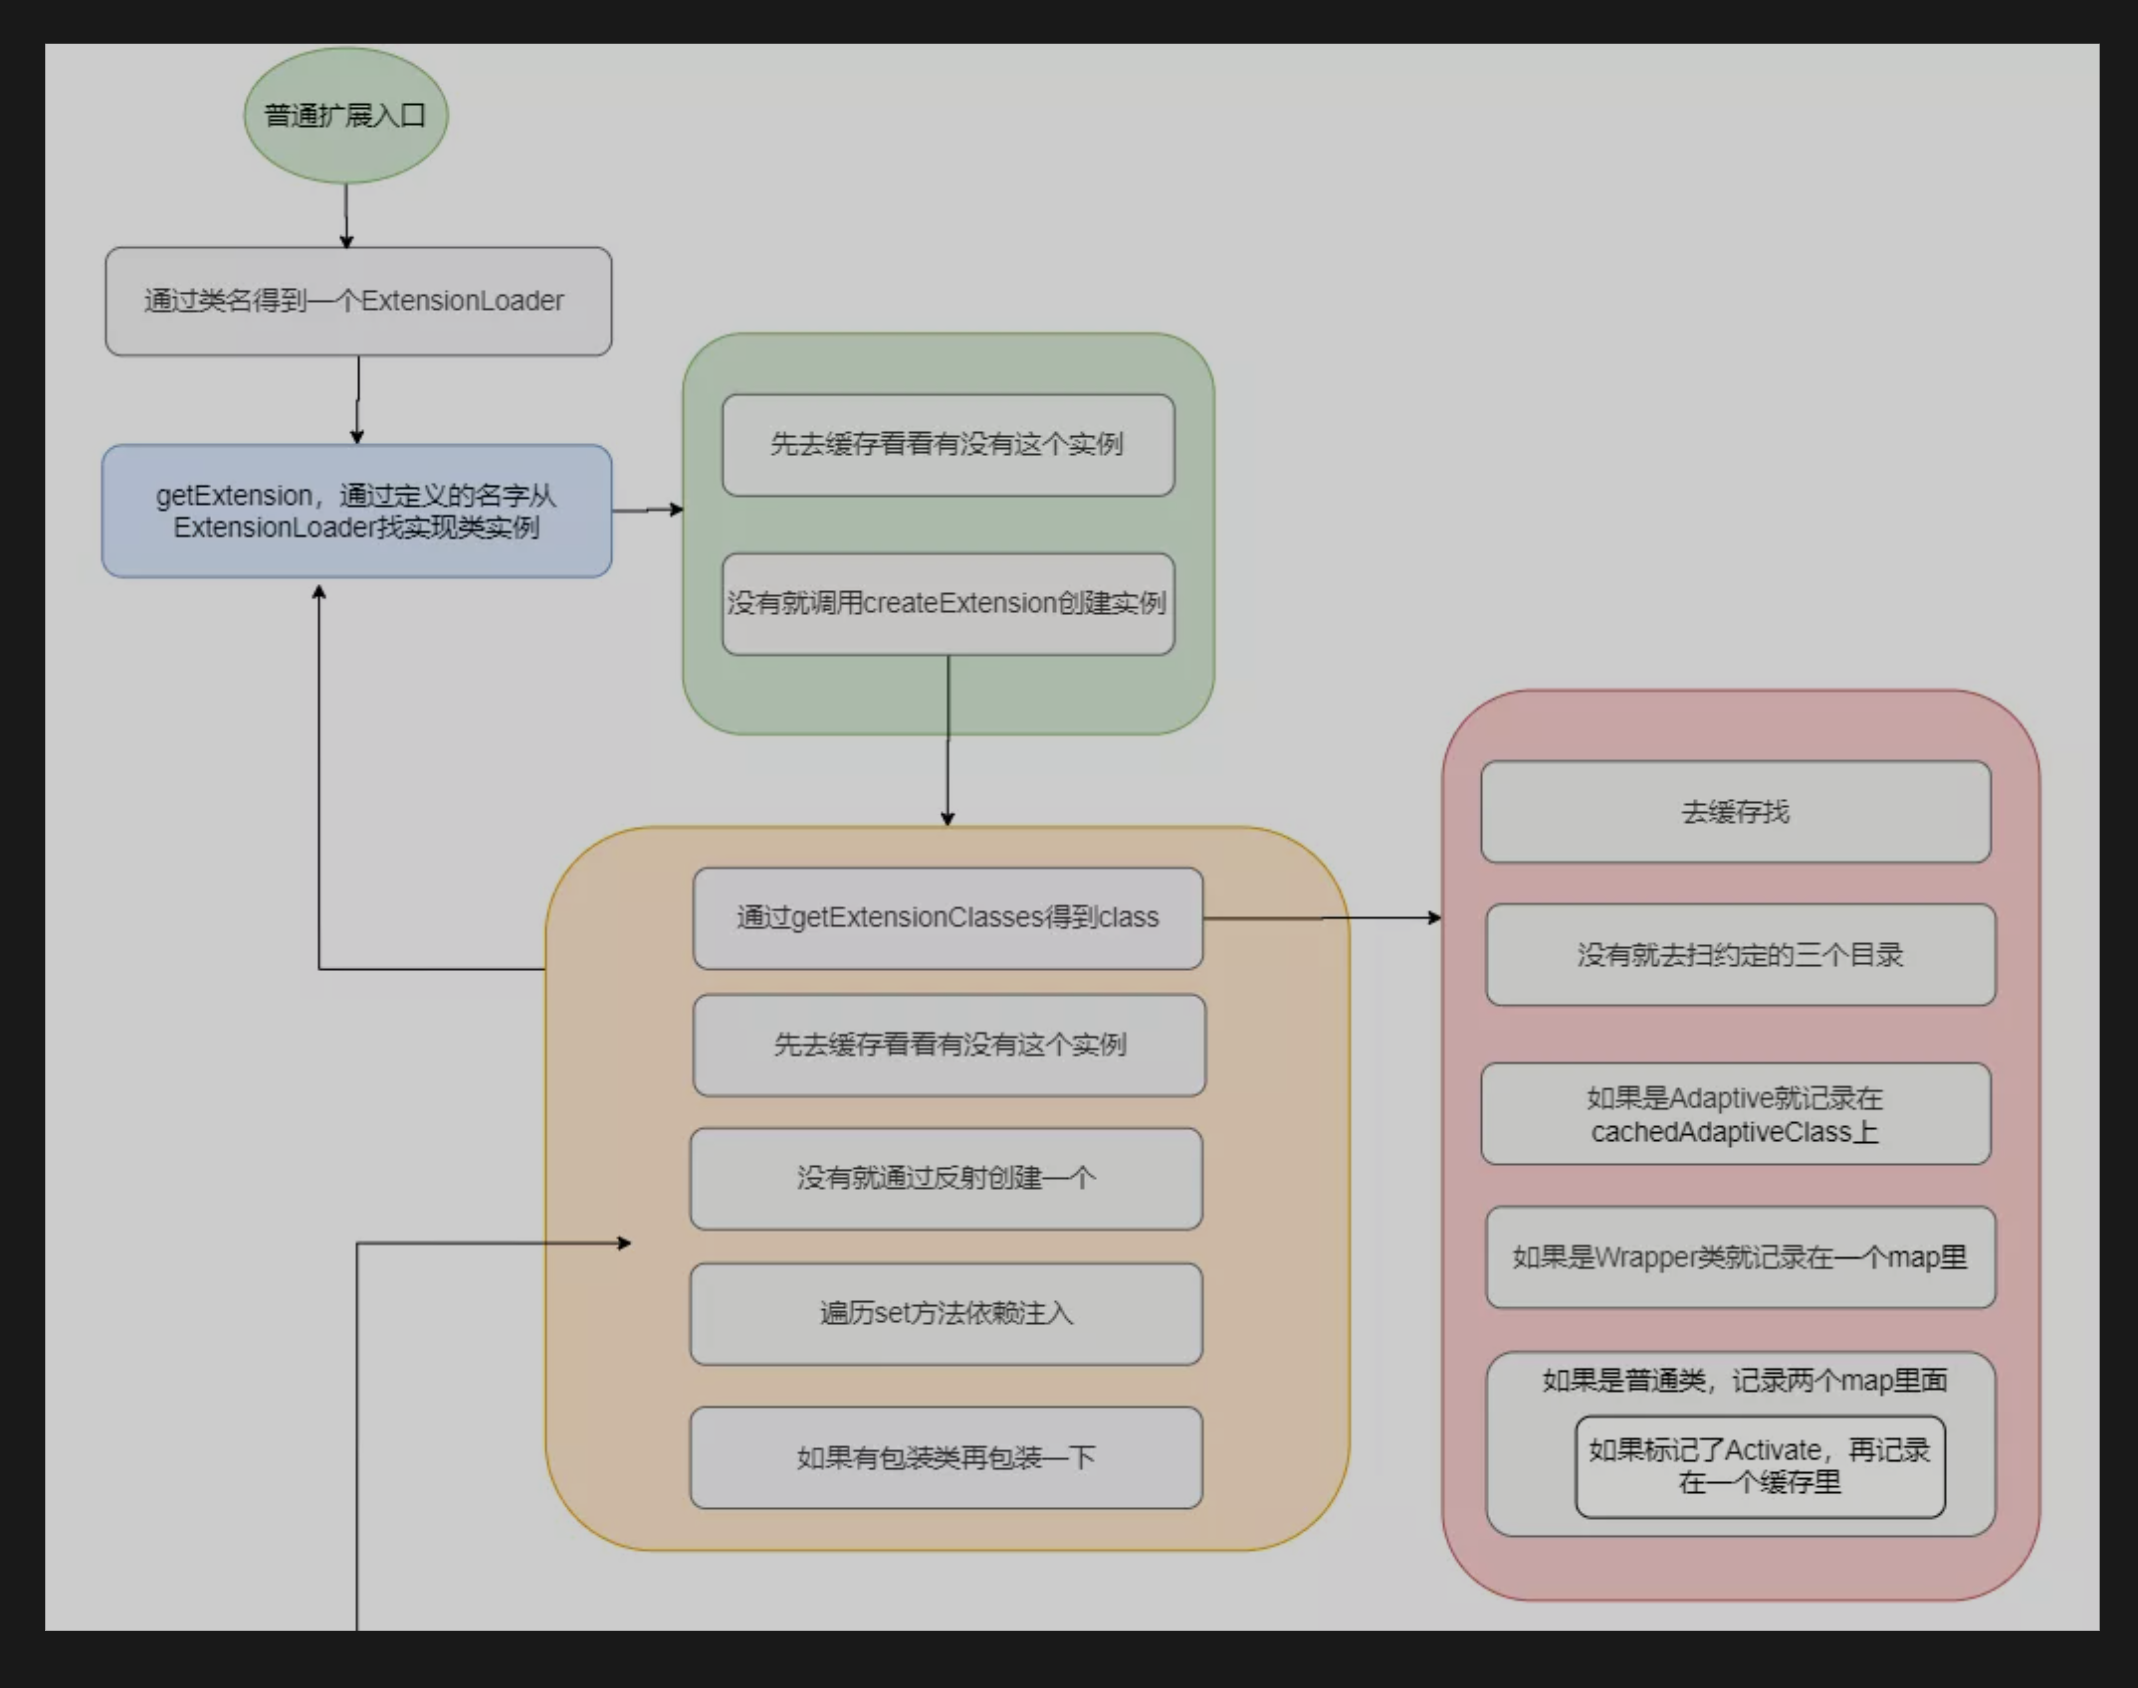 普通扩展入口
通过类名得到一个ExtensionLoader
getExtension，通过定义的名字从
ExtensionLoader找实现类实例
先去缓存看看有没有这个实例
没有就调用createExtension创建实例
通过getExtensionClasses得到class
先去缓存看看有没有这个实例
没有就通过反射创建一个
遍历set方法依赖注入
如果有包装类再包装一下
去缓存找
没有就去扫约定的三个目录
如果是Adaptive就记录在
cachedAdaptiveClass上
如果是Wrapper类就记录在一个map里
如果是普通类，记录两个map里面
如果标记了Activate，再记录
在一个缓存里